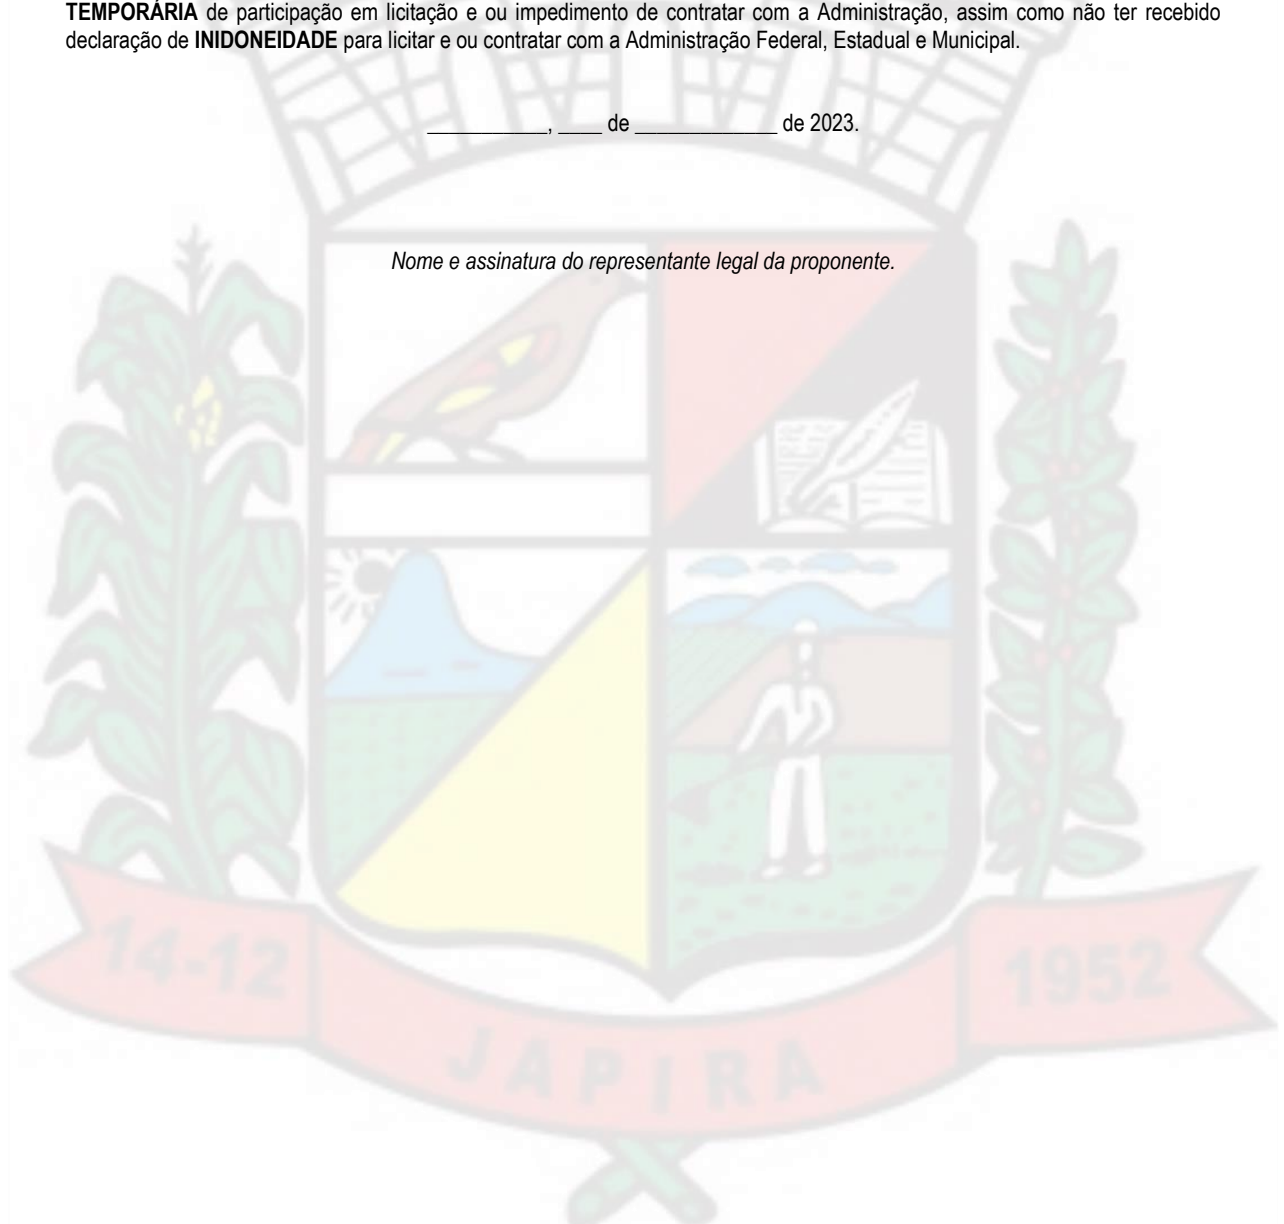 TEMPORÁRIA de participação em licitação e ou impedimento de contratar com a Administração, assim como não ter recebido
declaração de INIDONEIDADE para licitar e ou contratar com a Administração Federal, Estadual e Municipal.
___________, ____ de _____________ de 2023.
Nome e assinatura do representante legal da proponente.
14-12
1952
JAPIRA